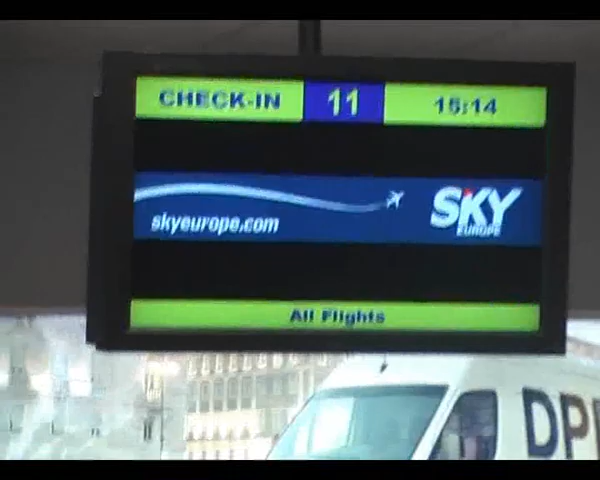 CHECK-IN 11 15:14
skyeurope.com
SKY
EUROPE
All Flights
DP